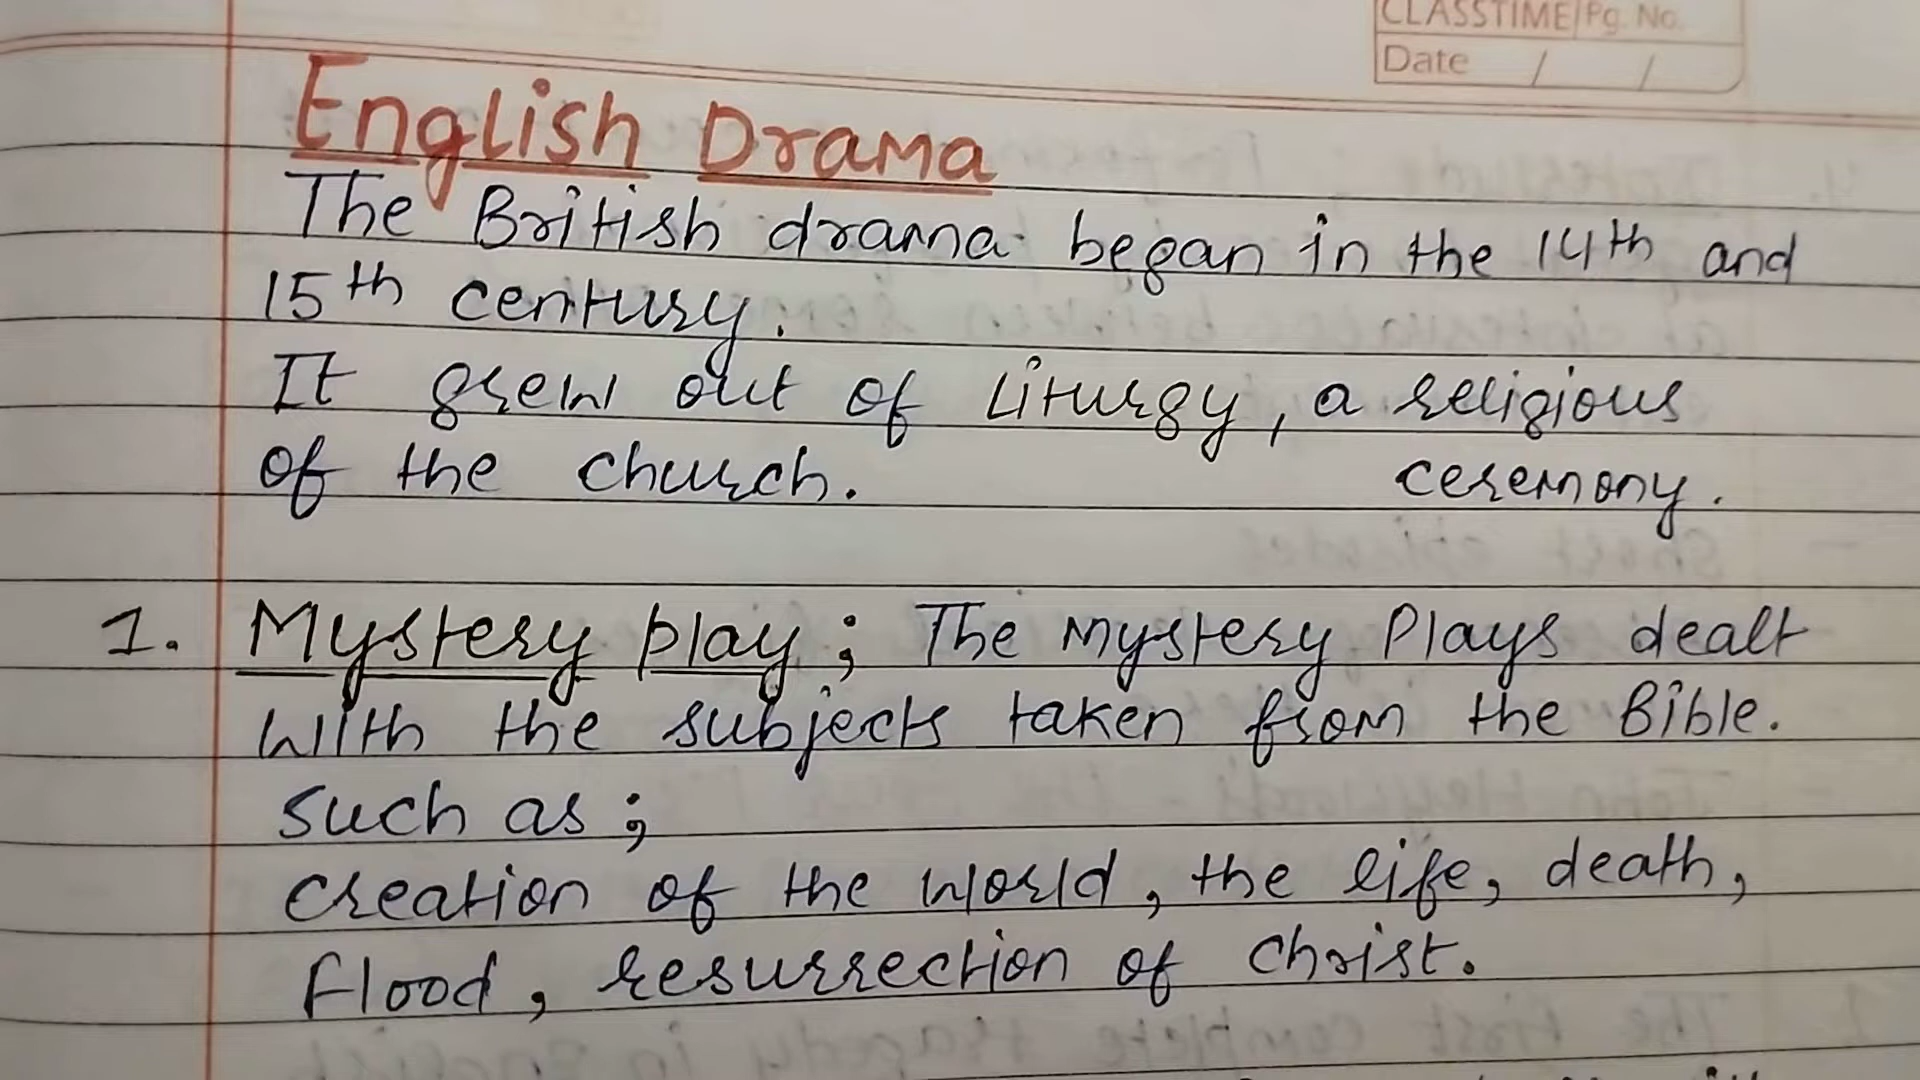 CLASSTIME Pg. No.
Date / /
English Drama
The British drama began in the 14th and
15th century.
It grew out of Liturgy, a religious
of the church. ceremony.
1. Mystery play; The Mystery Plays dealt
with the subjects taken from the Bible.
such as;
creation of the world, the life, death,
flood, resurrection of Christ.